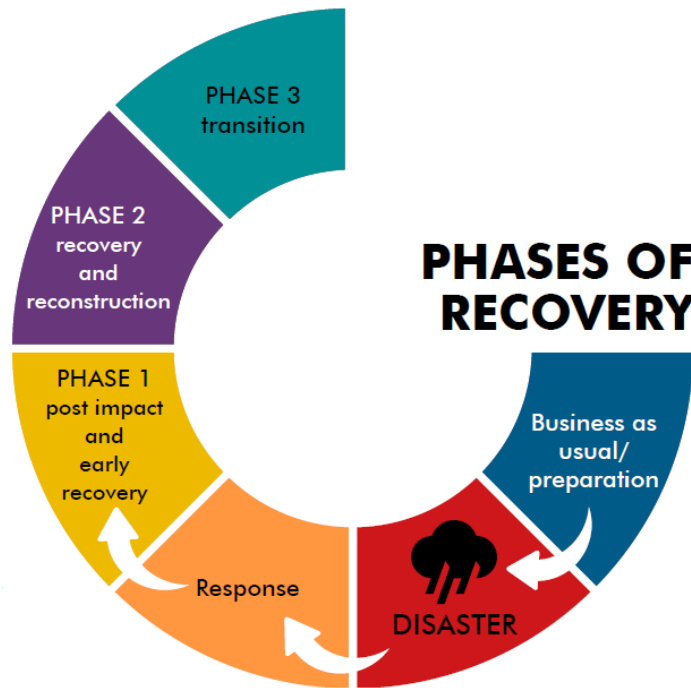 PHASES OF
RECOVERY
Business as
usual/
preparation
DISASTER
Response
PHASE 1
post impact
and
early
recovery
PHASE 2
recovery
and
reconstruction
PHASE 3
transition